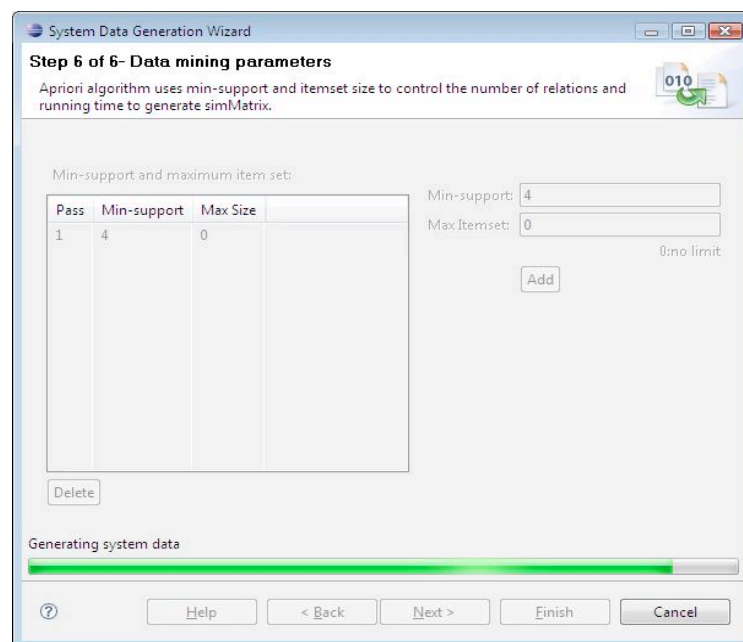 System Data Generation Wizard
Step 6 of 6- Data mining parameters
Apriori algorithm uses min-support and itemset size to control the number of relations and
running time to generate simMatrix.
010
Min-support and maximum item set:
Pass Min-support Max Size
1 4 0
Min-support: 4
Max Itemset: 0
0:no limit
Add
Delete
Generating system data
? Help < Back Next > Finish Cancel